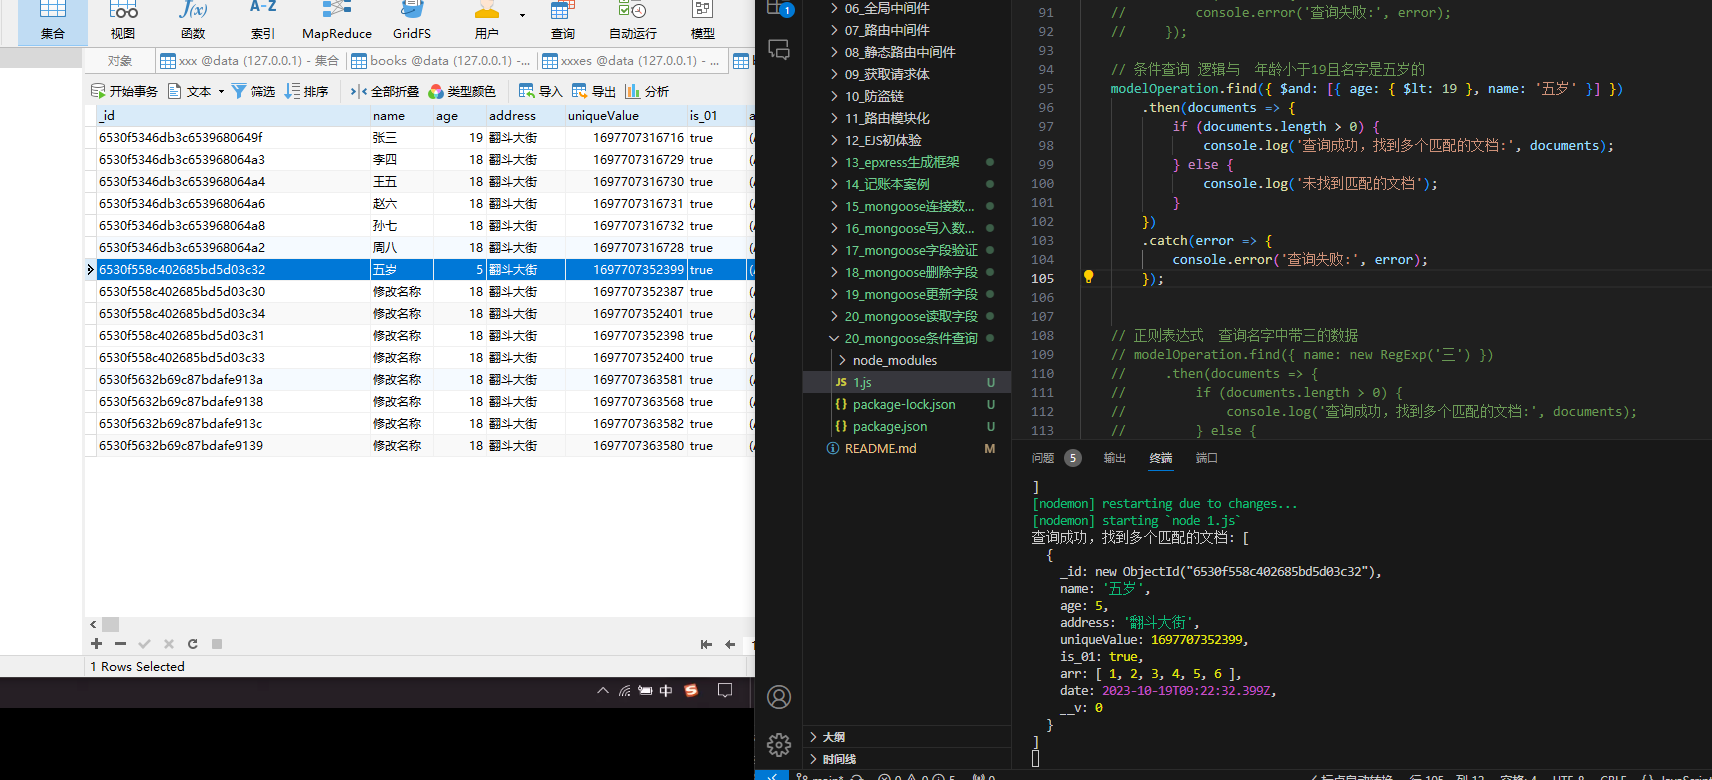 集合 视图 函数 索引 MapReduce GridFS 用户 查询 自动运行 模型
对象 xxx @data (127.0.0.1) - 集合 books @data (127.0.0.1) -... xxxes @data (127.0.0.1) - ...
开始事务 文本 筛选 排序 全部折叠 类型颜色 导入 导出 分析
_id name age address uniqueValue is_01
6530f5346db3c6539680649f 张三 19 翻斗大街 1697707316716 true
6530f5346db3c653968064a3 李四 18 翻斗大街 1697707316729 true
6530f5346db3c653968064a4 王五 18 翻斗大街 1697707316730 true
6530f5346db3c653968064a6 赵六 18 翻斗大街 1697707316731 true
6530f5346db3c653968064a8 孙七 18 翻斗大街 1697707316732 true
6530f5346db3c653968064a2 周八 18 翻斗大街 1697707316728 true
6530f558c402685bd5d03c32 五岁 5 翻斗大街 1697707352399 true
6530f558c402685bd5d03c30 修改名称 18 翻斗大街 1697707352387 true
6530f558c402685bd5d03c34 修改名称 18 翻斗大街 1697707352401 true
6530f558c402685bd5d03c31 修改名称 18 翻斗大街 1697707352398 true
6530f558c402685bd5d03c33 修改名称 18 翻斗大街 1697707352400 true
6530f5632b69c87bdafe913a 修改名称 18 翻斗大街 1697707363581 true
6530f5632b69c87bdafe9138 修改名称 18 翻斗大街 1697707363568 true
6530f5632b69c87bdafe913c 修改名称 18 翻斗大街 1697707363582 true
6530f5632b69c87bdafe9139 修改名称 18 翻斗大街 1697707363580 true
1 Rows Selected
中
1
06_全局中间件
07_路由中间件
08_静态路由中间件
09_获取请求体
10_防盗链
11_路由模块化
12_EJS初体验
13_epxress生成框架
14_记账本案例
15_mongoose连接数...
16_mongoose写入数...
17_mongoose字段验证
18_mongoose删除字段
19_mongoose更新字段
20_mongoose读取字段
20_mongoose条件查询
node_modules
JS 1.js U
{} package-lock.json U
{} package.json U
README.md M
大纲
时间线
91 // console.error('查询失败:', error);
92 // });
93
94 // 条件查询 逻辑与 年龄小于19且名字是五岁的
95 modelOperation.find({ $and: [{ age: { $lt: 19 }, name: '五岁' }] })
96 .then(documents => {
97 if (documents.length > 0) {
98 console.log('查询成功，找到多个匹配的文档:', documents);
99 } else {
100 console.log('未找到匹配的文档');
101 }
102 })
103 .catch(error => {
104 console.error('查询失败:', error);
105 });
106
107
108 // 正则表达式 查询名字中带三的数据
109 // modelOperation.find({ name: new RegExp('三') })
110 // .then(documents => {
111 // if (documents.length > 0) {
112 // console.log('查询成功，找到多个匹配的文档:', documents);
113 // } else {
问题 5 输出 终端 端口
]
[nodemon] restarting due to changes...
[nodemon] starting `node 1.js`
查询成功，找到多个匹配的文档: [
{
_id: new ObjectId("6530f558c402685bd5d03c32"),
name: '五岁',
age: 5,
address: '翻斗大街',
uniqueValue: 1697707352399,
is_01: true,
arr: [ 1, 2, 3, 4, 5, 6 ],
date: 2023-10-19T09:22:32.399Z,
__v: 0
}
]